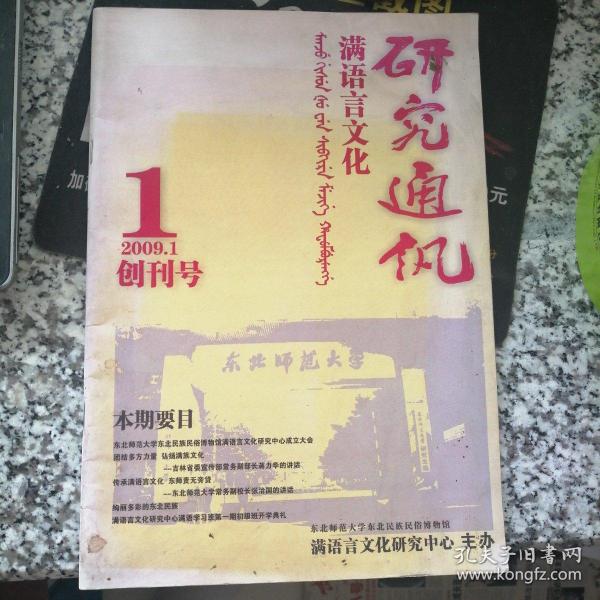 研究通讯
满语言文化
1
2009.1
创刊号
东北师范大学
本期要目
东北师范大学东北民族民俗博物馆满语言文化研究中心成立大会
团结多方力量 弘扬满族文化
—吉林省委宣传部常务副部长蒋力华的讲话
传承满语言文化 东师责无旁贷
—东北师范大学常务副校长张治国的讲话
绚丽多彩的东北民族
满语言文化研究中心满语学习班第一期初级班开学典礼
东北师范大学东北民族民俗博物馆
满语言文化研究中心 主办
加
元
孔夫子旧书网
www.kongfz.com